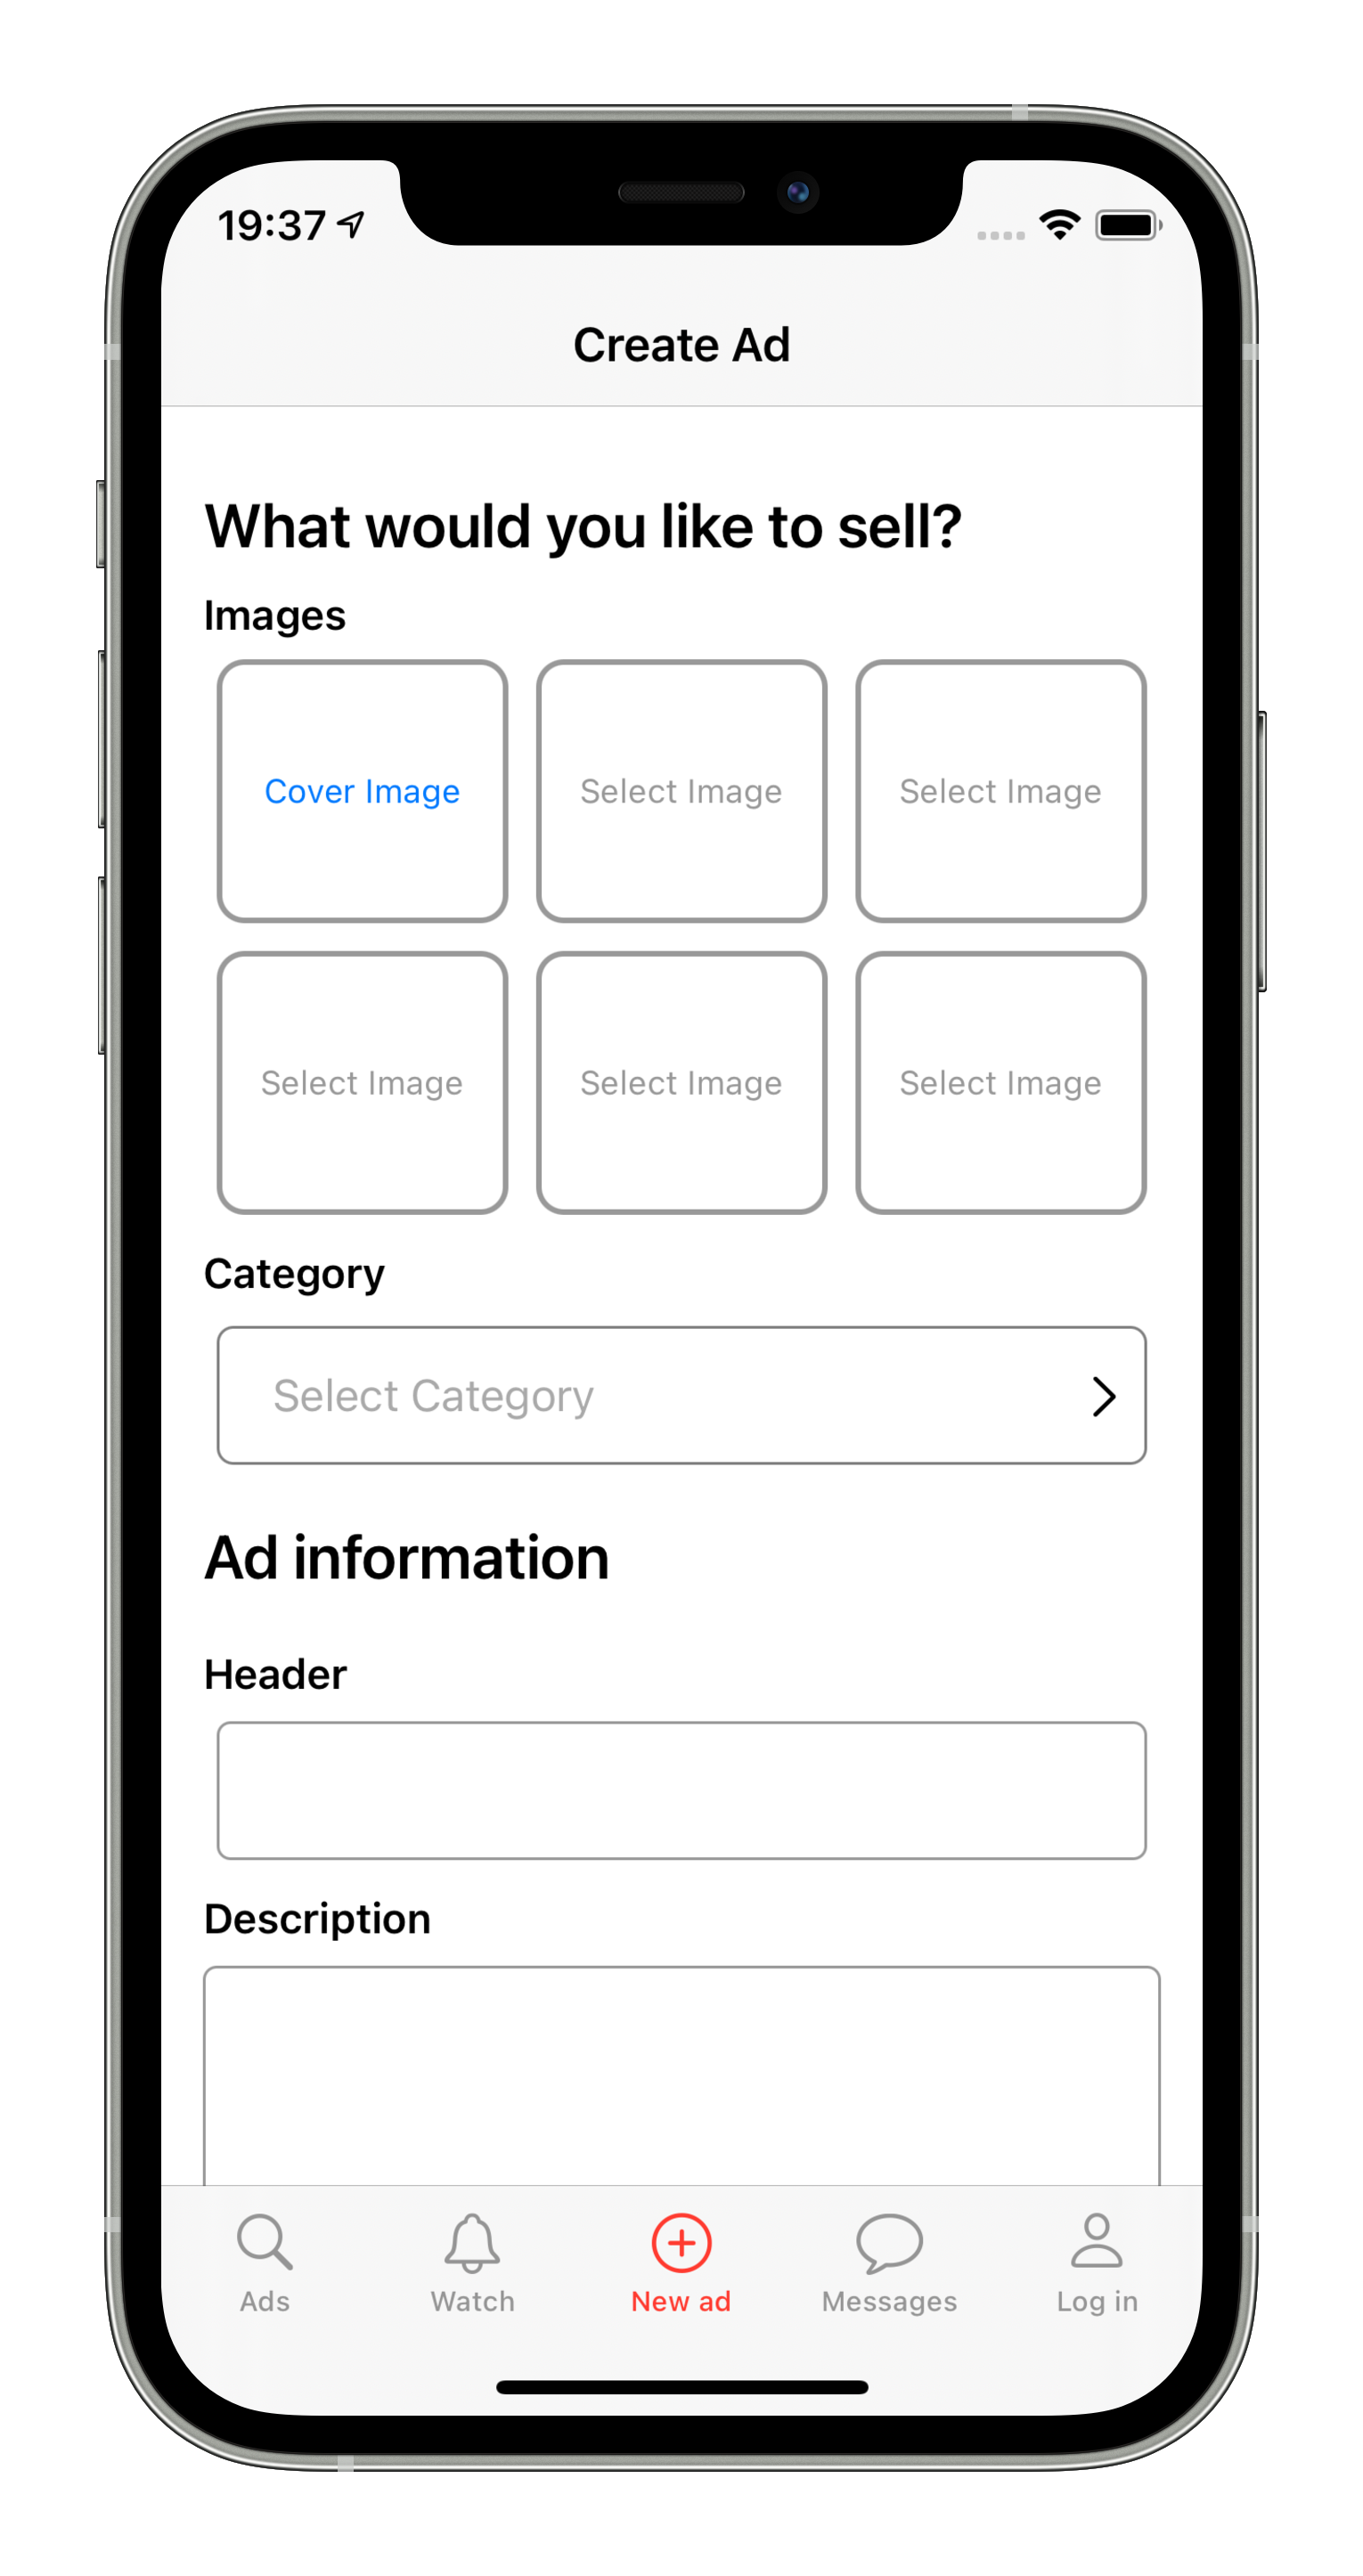 19:37
Create Ad
What would you like to sell?
Images
Cover Image Select Image Select Image
Select Image Select Image Select Image
Category
Select Category
Ad information
Header
Description
Ads Watch New ad Messages Log in